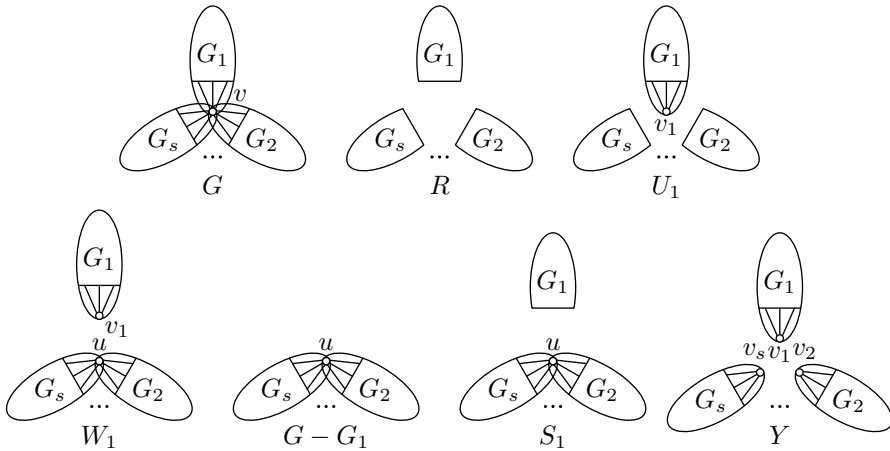 G_1 G_1 G_1
v v_1
G_s G_2 G_s G_2 G_s G_2
... ... ...
G R U_1
G_1 G_1 G_1
v_1
u u u v_s v_1 v_2
G_s G_2 G_s G_2 G_s G_2 G_s G_2
... ... ... ...
W_1 G − G_1 S_1 Y